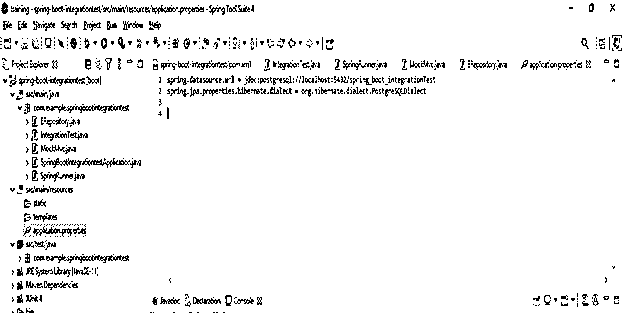 training - spring-boot-integrationtest/src/main/resources/application.properties - Spring Tool Suite 4
File Edit Navigate Search Project Run Window Help
Project Explorer
spring-boot-integrationtest/pom.xml
IntegrationTest.java
SpringRunner.java
MockMvc.java
ERepository.java
application.properties
spring-boot-integrationtest [boot]
src/main/java
com.example.springbootintegrationtest
ERepository.java
IntegrationTest.java
MockMvc.java
SpringBootIntegrationtestApplication.java
SpringRunner.java
src/main/resources
static
templates
application.properties
src/test/java
com.example.springbootintegrationtest
JRE System Library [JavaSE-11]
Maven Dependencies
JUnit 4
1 spring.datasource.url = jdbc:postgresql://localhost:5432/spring_boot_integrationTest
2 spring.jpa.properties.hibernate.dialect = org.hibernate.dialect.PostgreSQLDialect
3
4
Javadoc Declaration Console